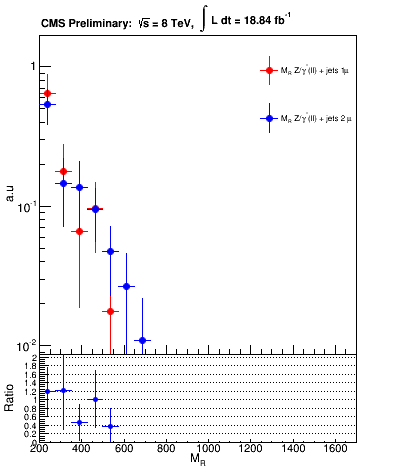 CMS Preliminary: √s = 8 TeV, ∫ L dt = 18.84 fb⁻¹
M_R Z/γ*(ll) + jets 1μ
M_R Z/γ*(ll) + jets 2 μ
a.u
1
10⁻¹
10⁻²
Ratio
2
1.8
1.6
1.4
1.2
1
0.8
0.6
0.4
0.2
0
200 400 600 800 1000 1200 1400 1600
M_R